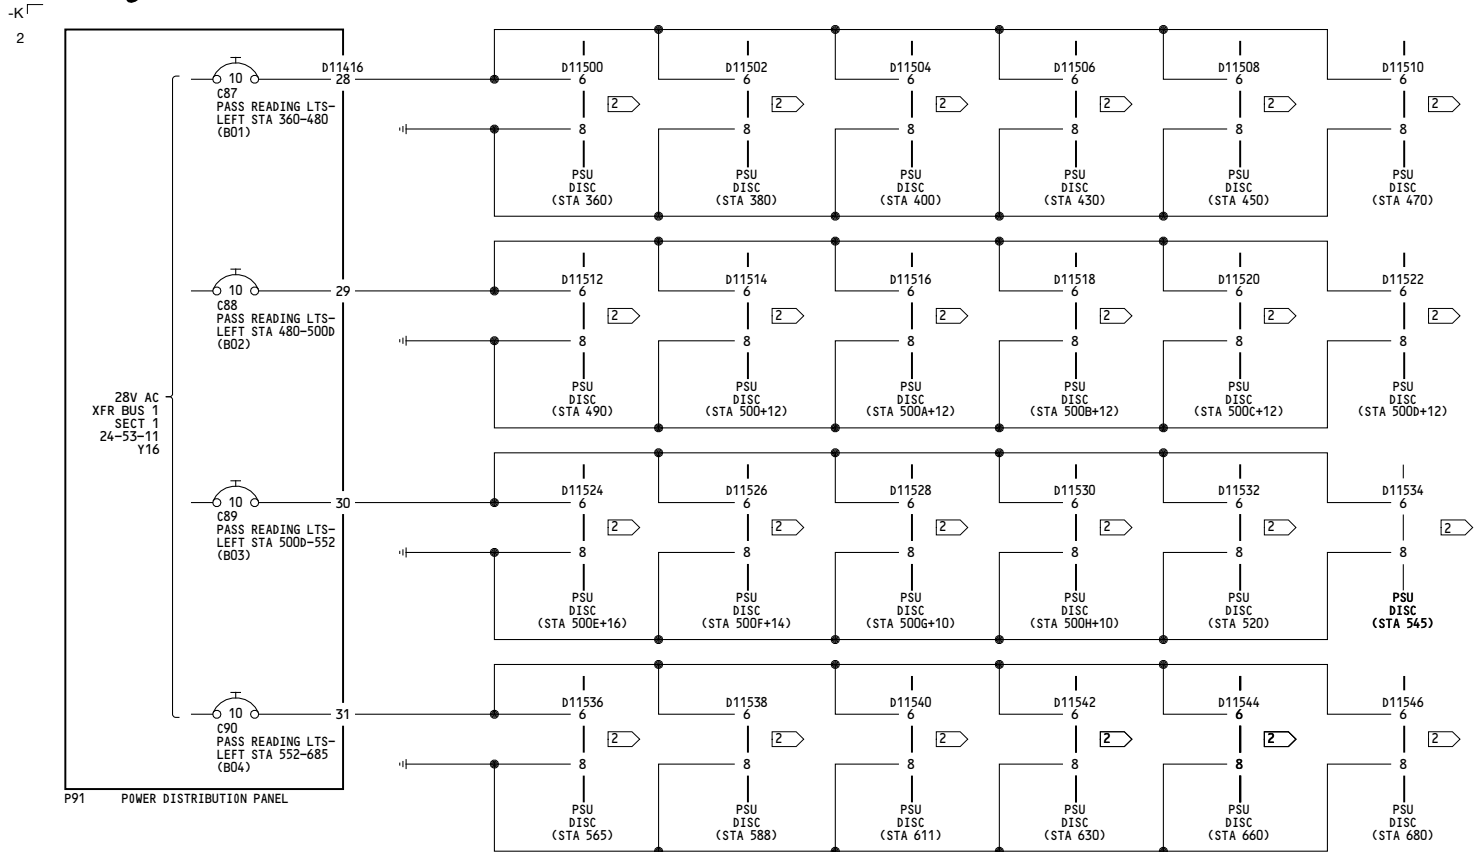 -K
2
D11416
28
10
C87
PASS READING LTS-
LEFT STA 360-480
(B01)
D11500
6
2
8
PSU
DISC
(STA 360)
D11502
6
2
8
PSU
DISC
(STA 380)
D11504
6
2
8
PSU
DISC
(STA 400)
D11506
6
2
8
PSU
DISC
(STA 430)
D11508
6
2
8
PSU
DISC
(STA 450)
D11510
6
2
8
PSU
DISC
(STA 470)
10
29
C88
PASS READING LTS-
LEFT STA 480-500D
(B02)
D11512
6
2
8
PSU
DISC
(STA 490)
D11514
6
2
8
PSU
DISC
(STA 500+12)
D11516
6
2
8
PSU
DISC
(STA 500A+12)
D11518
6
2
8
PSU
DISC
(STA 500B+12)
D11520
6
2
8
PSU
DISC
(STA 500C+12)
D11522
6
2
8
PSU
DISC
(STA 500D+12)
28V AC
XFR BUS 1
SECT 1
24-53-11
Y16
10
30
C89
PASS READING LTS-
LEFT STA 500D-552
(B03)
D11524
6
2
8
PSU
DISC
(STA 500E+16)
D11526
6
2
8
PSU
DISC
(STA 500F+14)
D11528
6
2
8
PSU
DISC
(STA 500G+10)
D11530
6
2
8
PSU
DISC
(STA 500H+10)
D11532
6
2
8
PSU
DISC
(STA 520)
D11534
6
2
8
PSU
DISC
(STA 545)
10
31
C90
PASS READING LTS-
LEFT STA 552-685
(B04)
D11536
6
2
8
PSU
DISC
(STA 565)
D11538
6
2
8
PSU
DISC
(STA 588)
D11540
6
2
8
PSU
DISC
(STA 611)
D11542
6
2
8
PSU
DISC
(STA 630)
D11544
6
2
8
PSU
DISC
(STA 660)
D11546
6
2
8
PSU
DISC
(STA 680)
P91 POWER DISTRIBUTION PANEL